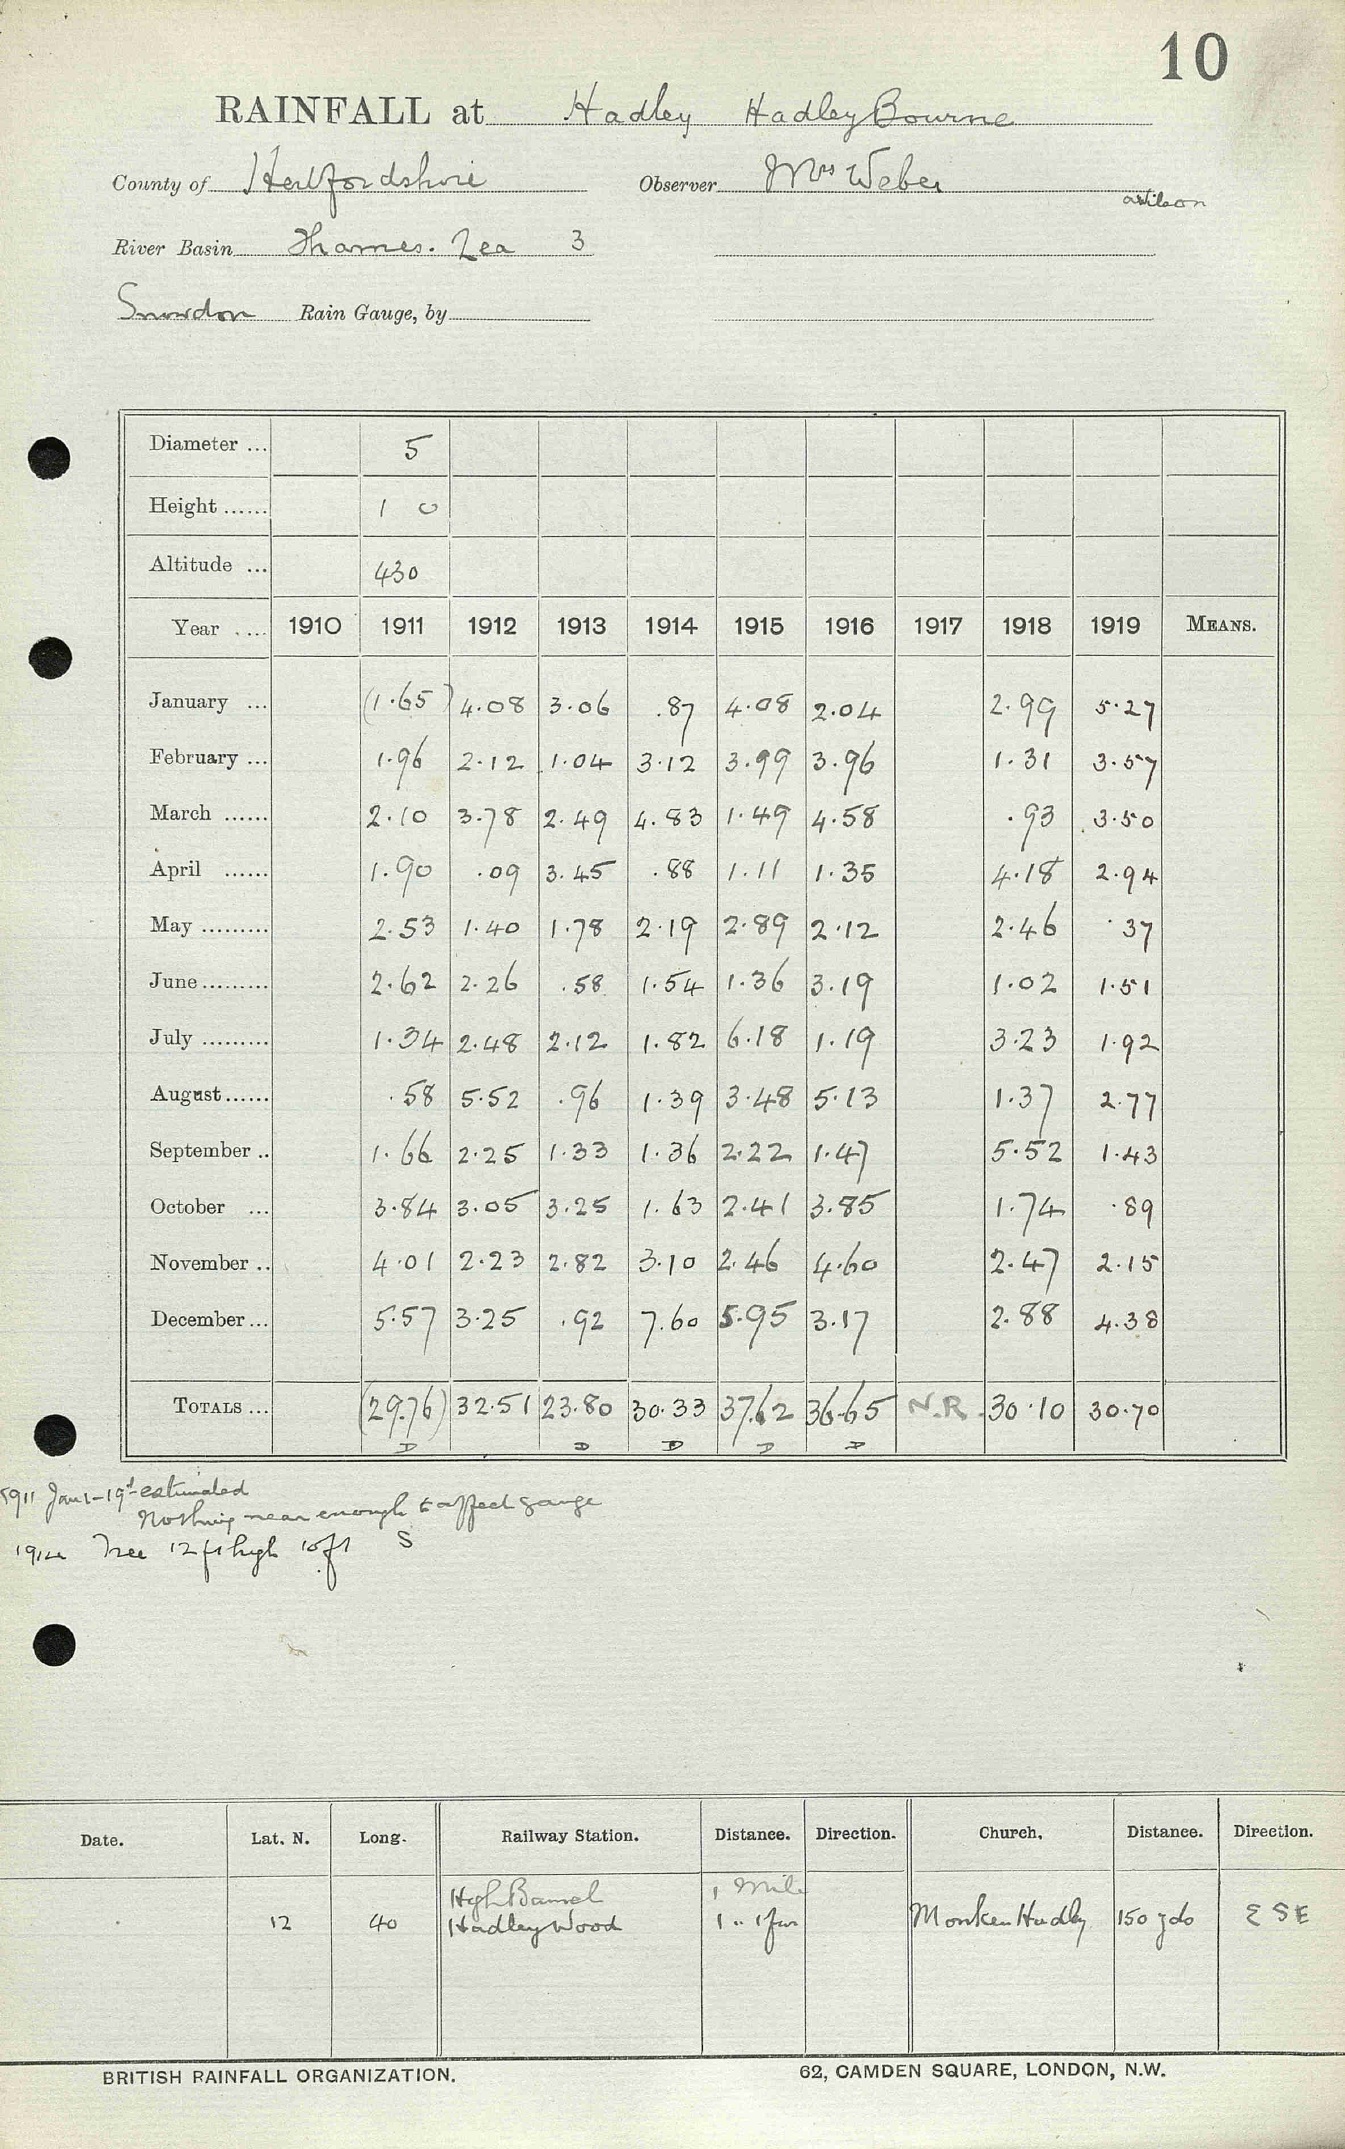 10
RAINFALL at Hadley Hadley Bourne
County of Hertfordshire Observer Mrs Weber
River Basin Thames. Lea 3
Snowdon Rain Gauge, by
Diameter ... 5
Height ...... 1 0
Altitude ... 430
Year .... 1910 1911 1912 1913 1914 1915 1916 1917 1918 1919 MEANS.
January ... (1.65) 4.08 3.06 .87 4.08 2.04 2.99 5.27
February ... 1.96 2.12 1.04 3.12 3.99 3.96 1.31 3.57
March ...... 2.10 3.78 2.49 4.83 1.49 4.58 .93 3.50
April ...... 1.90 .09 3.45 .88 1.11 1.35 4.18 2.94
May ......... 2.53 1.40 1.78 2.19 2.89 2.12 2.46 .37
June ......... 2.62 2.26 .58 1.54 1.36 3.19 1.02 1.51
July ......... 1.34 2.48 2.12 1.82 6.18 1.19 3.23 1.92
August ...... .58 5.52 .96 1.39 3.48 5.13 1.37 2.77
September .. 1.66 2.25 1.33 1.36 2.22 1.47 5.52 1.43
October ... 3.84 3.05 3.25 1.63 2.41 3.85 1.74 .89
November .. 4.01 2.23 2.82 3.10 2.46 4.60 2.47 2.15
December ... 5.57 3.25 .92 7.60 5.95 3.17 2.88 4.38
TOTALS ... (29.76) 32.51 23.80 30.33 37.62 36.65 N.R. 30.10 30.70
D D D D D
1911 Jan 1-19th estimated
Nothing near enough to affect gauge
1914 Tree 12 ft high 10 ft S
Date. Lat. N. Long. Railway Station. Distance. Direction. Church. Distance. Direction.
High Barnet 1 Mile
12 40 Hadley Wood 1 .. 1 fur Monken Hadley 150 yds ESE
BRITISH RAINFALL ORGANIZATION. 62, CAMDEN SQUARE, LONDON, N.W.